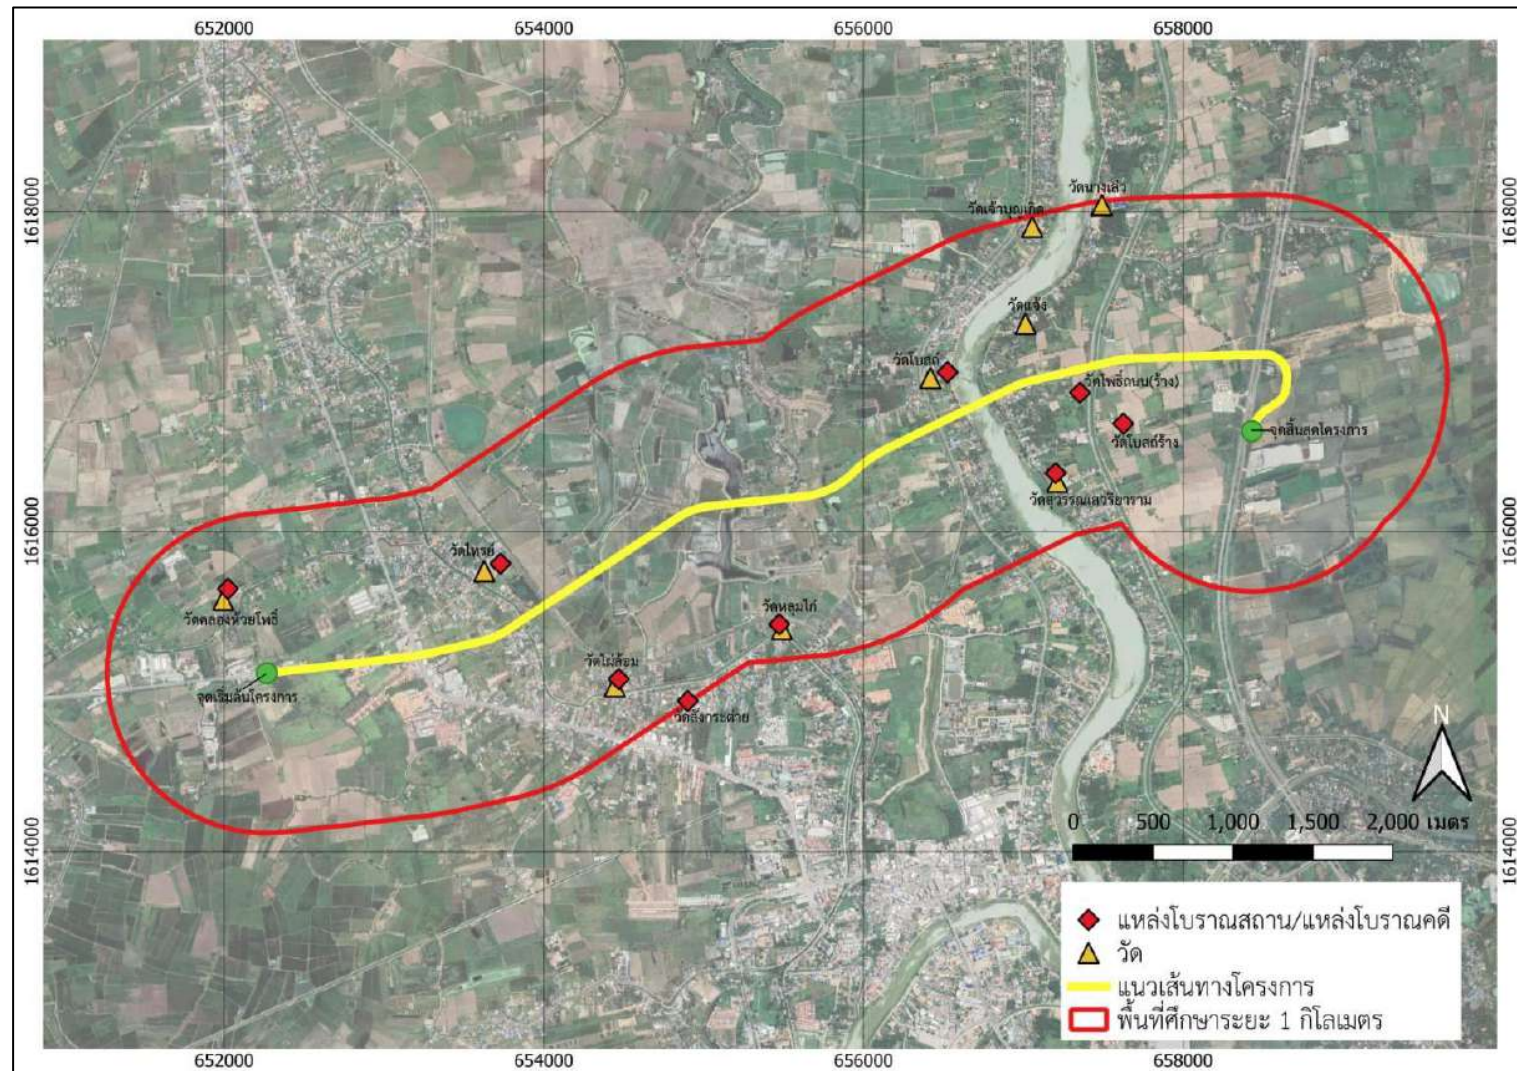 652000 654000 656000 658000
1618000 1618000
วัดนางเล่ว
วัดเจ้าบุญเกิด
วัดแจ้ง
วัดโบสถ์
วัดโพธิ์ถนน(ร้าง)
วัดโบสถ์ร้าง
จุดสิ้นสุดโครงการ
วัดสุวรรณเสวริยาราม
1616000 1616000
วัดไทรย์
วัดคลองห้วยโพธิ์
วัดหลุมไก่
วัดไผ่ล้อม
จุดเริ่มต้นโครงการ
วัดสังกระต่าย
N
0 500 1,000 1,500 2,000 เมตร
1614000 1614000
แหล่งโบราณสถาน/แหล่งโบราณคดี
วัด
แนวเส้นทางโครงการ
พื้นที่ศึกษาระยะ 1 กิโลเมตร
652000 654000 656000 658000